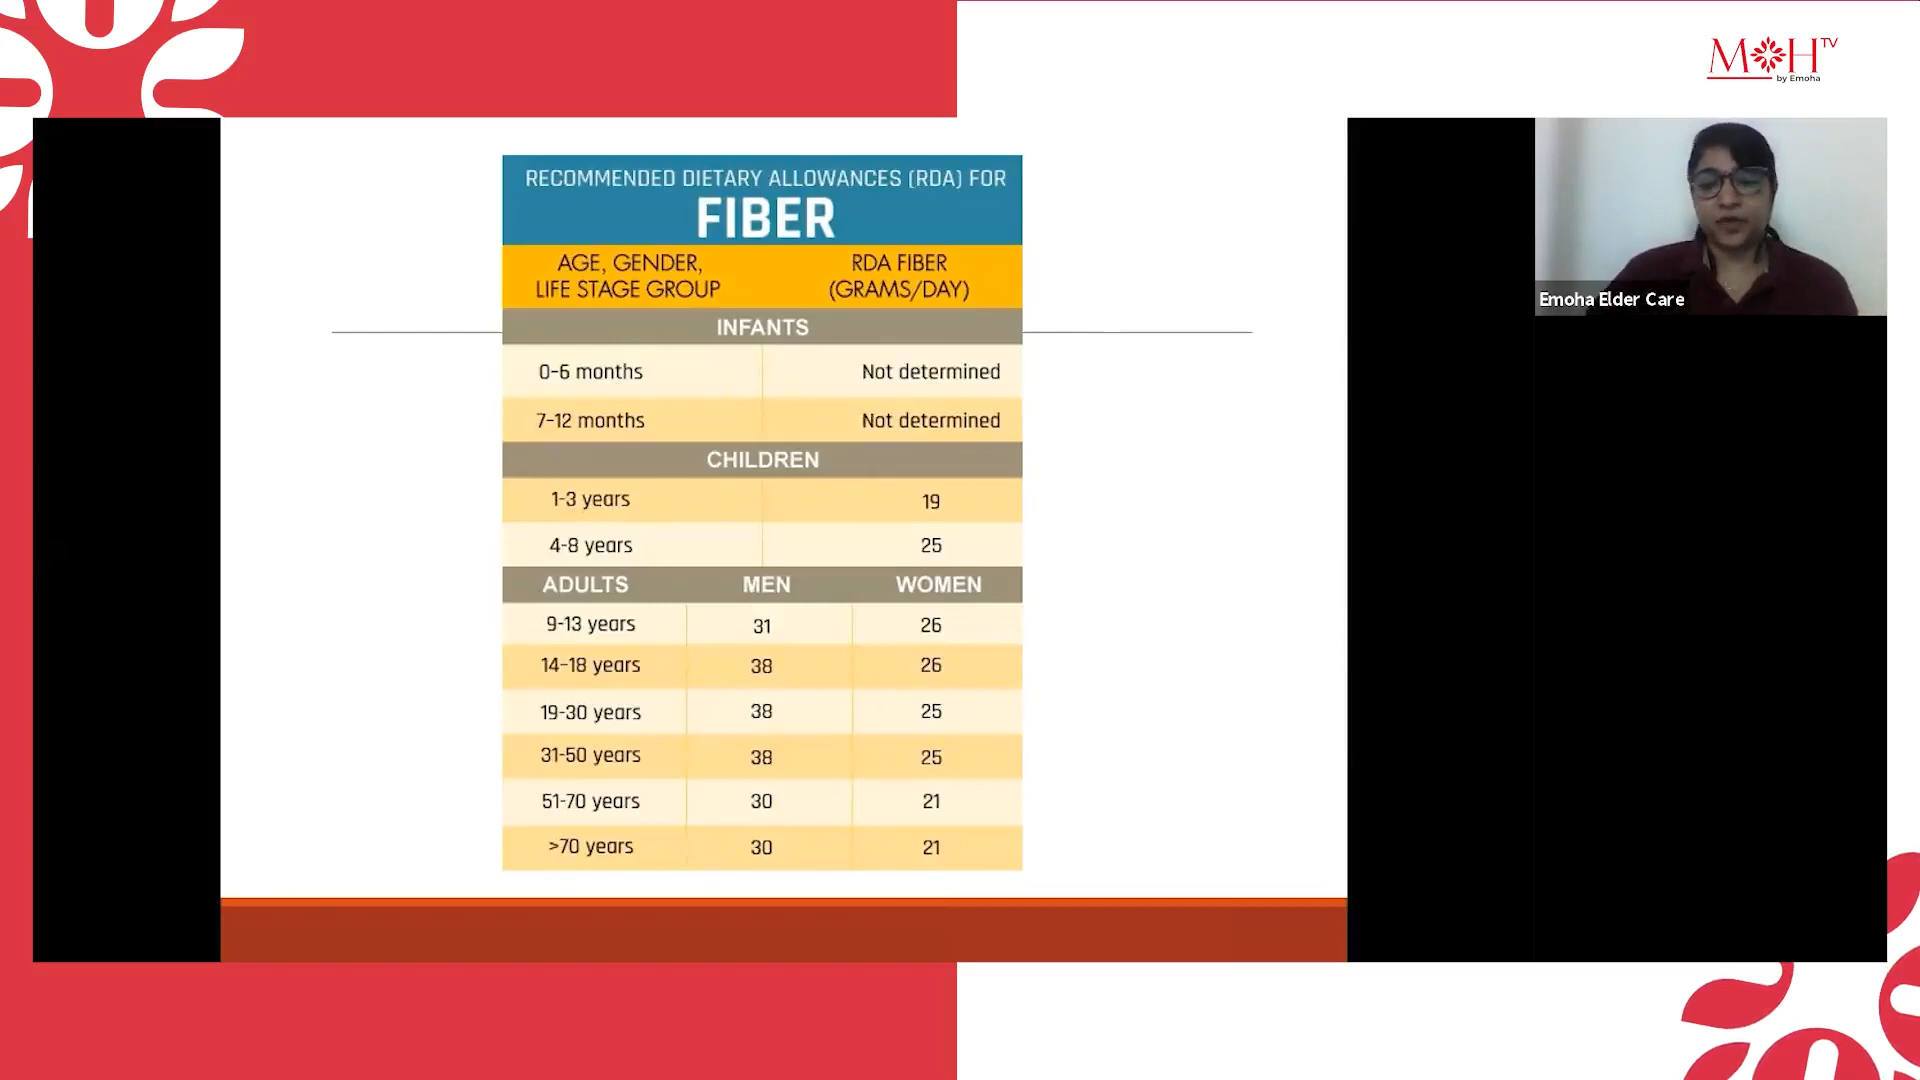 MOHTV
by Emoha
RECOMMENDED DIETARY ALLOWANCES (RDA) FOR
FIBER
AGE, GENDER,
LIFE STAGE GROUP
RDA FIBER
(GRAMS/DAY)
INFANTS
0-6 months Not determined
7-12 months Not determined
CHILDREN
1-3 years 19
4-8 years 25
ADULTS MEN WOMEN
9-13 years 31 26
14-18 years 38 26
19-30 years 38 25
31-50 years 38 25
51-70 years 30 21
>70 years 30 21
Emoha Elder Care